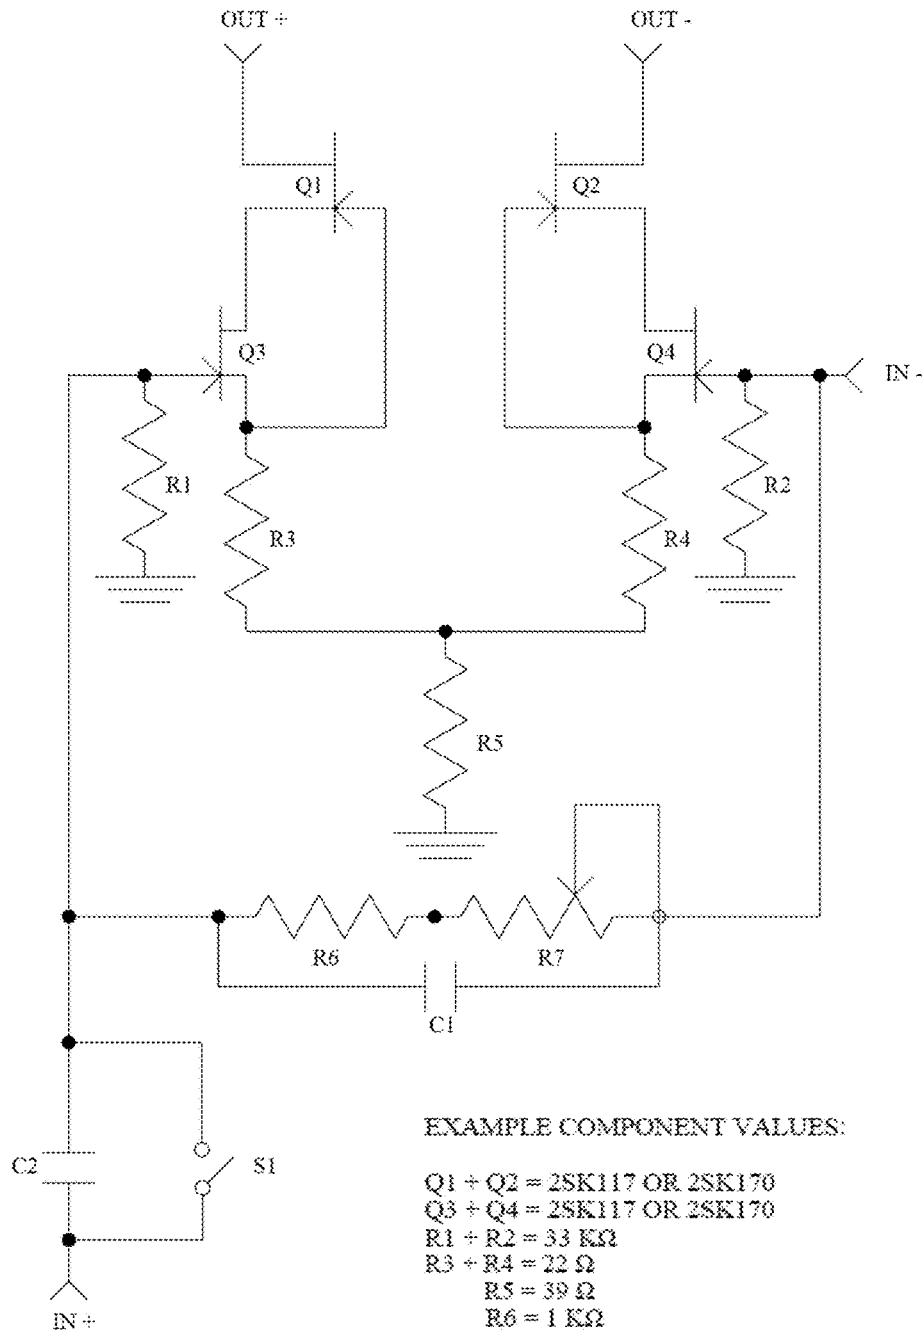 OUT +
OUT -
Q1
Q2
Q3
Q4
IN -
R1
R3
R4
R2
R5
R6
R7
C1
C2
S1
IN +
EXAMPLE COMPONENT VALUES:
Q1 + Q2 = 2SK117 OR 2SK170
Q3 + Q4 = 2SK117 OR 2SK170
R1 + R2 = 33 KΩ
R3 + R4 = 22 Ω
R5 = 39 Ω
R6 = 1 KΩ